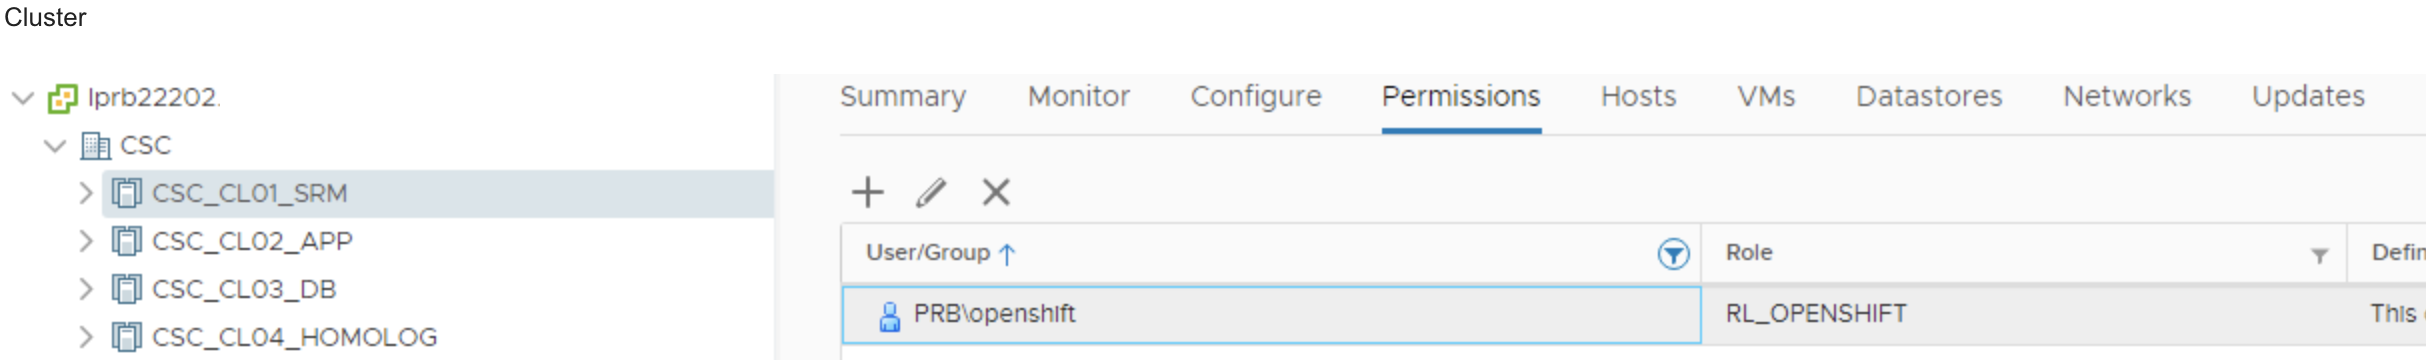 Cluster
lprb22202.
CSC
CSC_CL01_SRM
CSC_CL02_APP
CSC_CL03_DB
CSC_CL04_HOMOLOG
Summary Monitor Configure Permissions Hosts VMs Datastores Networks Updates
User/Group Role Defin
PRB\openshift RL_OPENSHIFT This